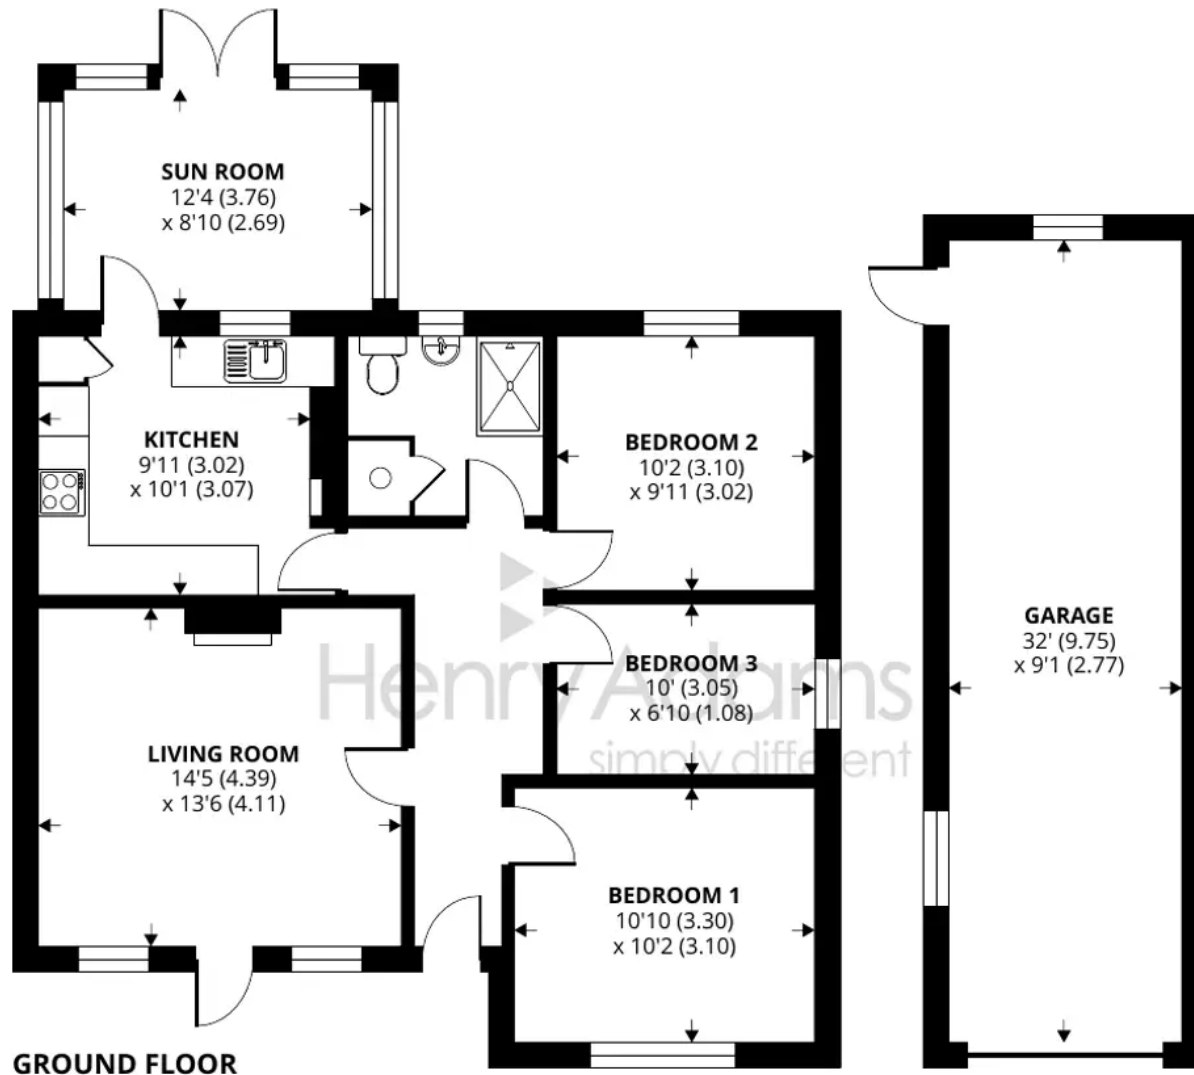 SUN ROOM
12'4 (3.76)
x 8'10 (2.69)
KITCHEN
9'11 (3.02)
x 10'1 (3.07)
BEDROOM 2
10'2 (3.10)
x 9'11 (3.02)
GARAGE
32' (9.75)
x 9'1 (2.77)
BEDROOM 3
10' (3.05)
x 6'10 (1.08)
Henry Adams
simply different
LIVING ROOM
14'5 (4.39)
x 13'6 (4.11)
BEDROOM 1
10'10 (3.30)
x 10'2 (3.10)
GROUND FLOOR